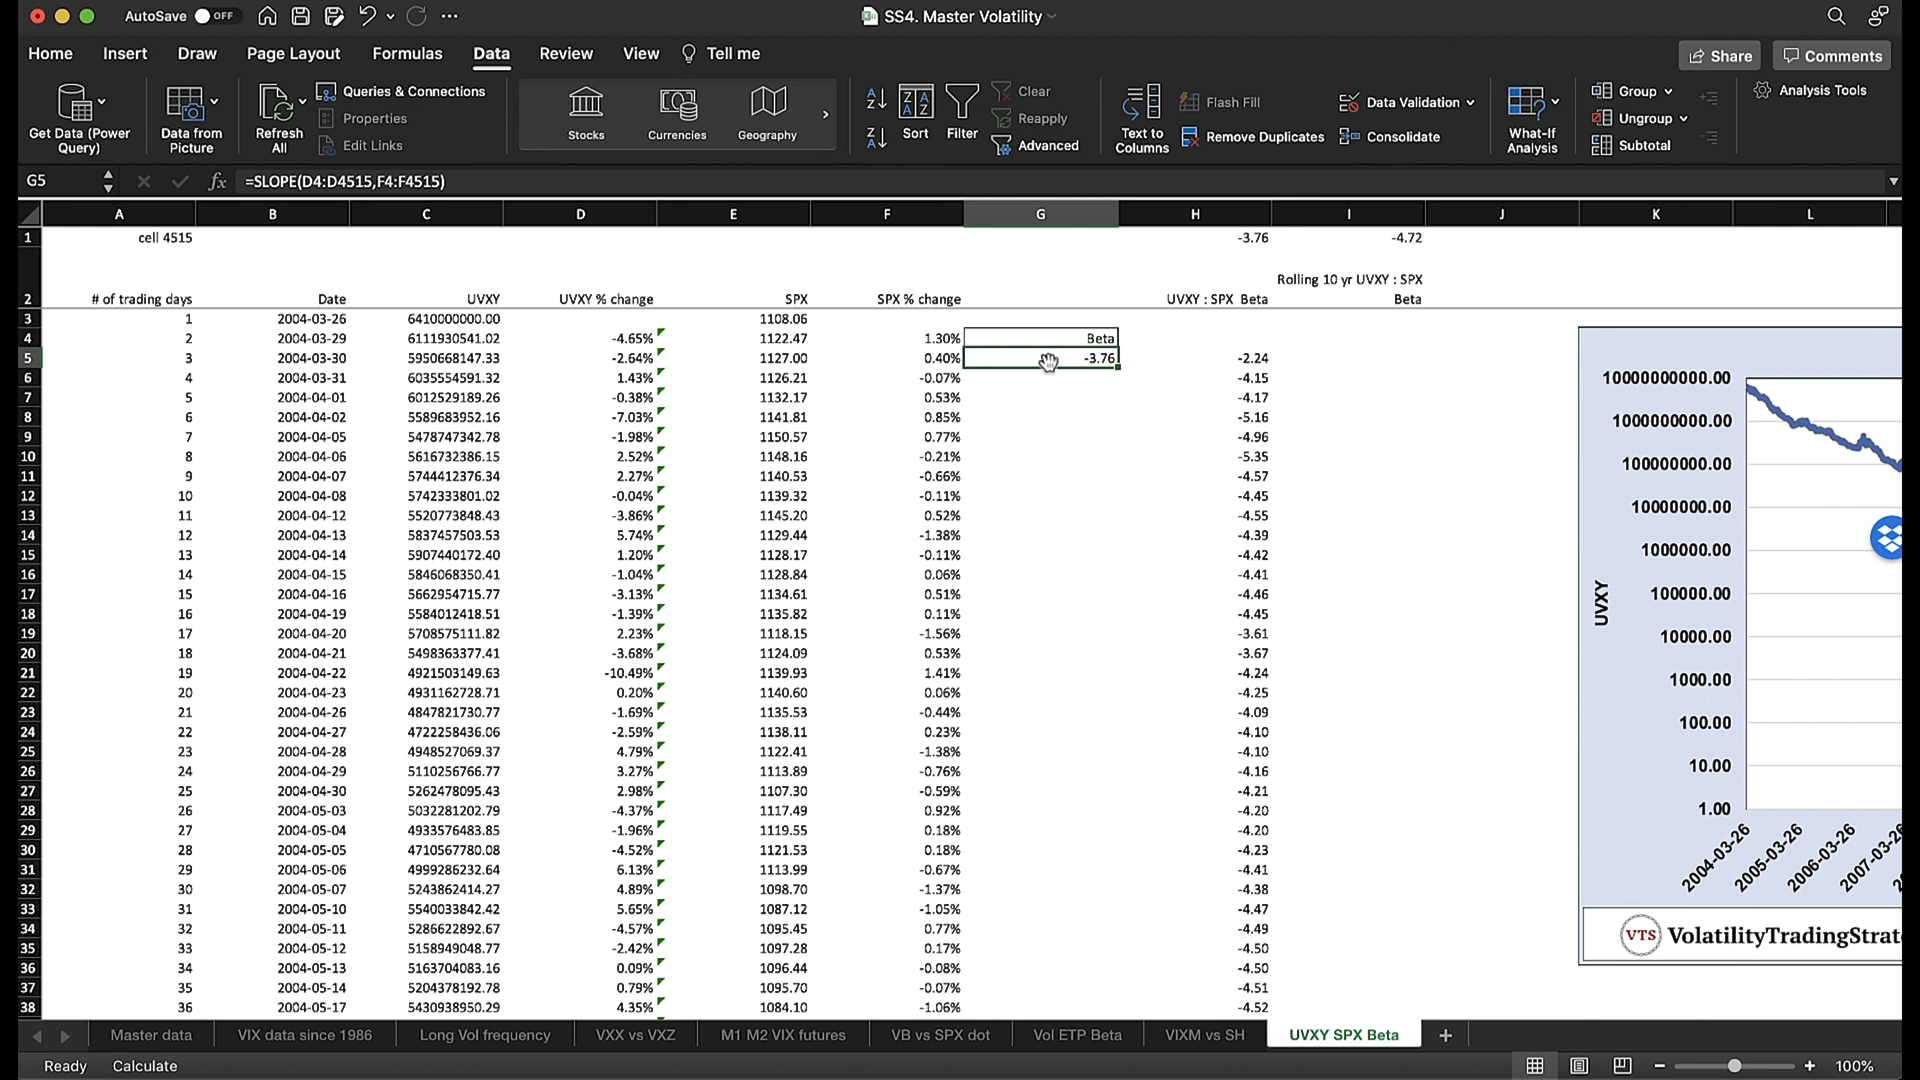 AutoSave OFF SS4. Master Volatility
Home Insert Draw Page Layout Formulas Data Review View Tell me Share Comments
Get Data (Power Query) Data from Picture Refresh All Queries & Connections Properties Edit Links Stocks Currencies Geography Sort Filter Clear Reapply Advanced Text to Columns Flash Fill Remove Duplicates Data Validation Consolidate What-If Analysis Group Ungroup Subtotal Analysis Tools
G5 fx =SLOPE(D4:D4515,F4:F4515)
A B C D E F G H I J K L
1 cell 4515 -3.76 -4.72
Rolling 10 yr UVXY : SPX
2 # of trading days Date UVXY UVXY % change SPX SPX % change UVXY : SPX Beta Beta
3 1 2004-03-26 6410000000.00 1108.06
4 2 2004-03-29 6111930541.02 -4.65% 1122.47 1.30% Beta
5 3 2004-03-30 5950668147.33 -2.64% 1127.00 0.40% -3.76 -2.24
6 4 2004-03-31 6035554591.32 1.43% 1126.21 -0.07% -4.15
7 5 2004-04-01 6012529189.26 -0.38% 1132.17 0.53% -4.17
8 6 2004-04-02 5589683952.16 -7.03% 1141.81 0.85% -5.16
9 7 2004-04-05 5478747342.78 -1.98% 1150.57 0.77% -4.96
10 8 2004-04-06 5616732386.15 2.52% 1148.16 -0.21% -5.35
11 9 2004-04-07 5744412376.34 2.27% 1140.53 -0.66% -4.57
12 10 2004-04-08 5742333801.02 -0.04% 1139.32 -0.11% -4.45
13 11 2004-04-12 5520773848.43 -3.86% 1145.20 0.52% -4.55
14 12 2004-04-13 5837457503.53 5.74% 1129.44 -1.38% -4.39
15 13 2004-04-14 5907440172.40 1.20% 1128.17 -0.11% -4.42
16 14 2004-04-15 5846068350.41 -1.04% 1128.84 0.06% -4.41
17 15 2004-04-16 5662954715.77 -3.13% 1134.61 0.51% -4.46
18 16 2004-04-19 5584012418.51 -1.39% 1135.82 0.11% -4.45
19 17 2004-04-20 5708575111.82 2.23% 1118.15 -1.56% -3.61
20 18 2004-04-21 5498363377.41 -3.68% 1124.09 0.53% -3.67
21 19 2004-04-22 4921503149.63 -10.49% 1139.93 1.41% -4.24
22 20 2004-04-23 4931162728.71 0.20% 1140.60 0.06% -4.25
23 21 2004-04-26 4847821730.77 -1.69% 1135.53 -0.44% -4.09
24 22 2004-04-27 4722258436.06 -2.59% 1138.11 0.23% -4.10
25 23 2004-04-28 4948527069.37 4.79% 1122.41 -1.38% -4.10
26 24 2004-04-29 5110256766.77 3.27% 1113.89 -0.76% -4.16
27 25 2004-04-30 5262478095.43 2.98% 1107.30 -0.59% -4.21
28 26 2004-05-03 5032281202.79 -4.37% 1117.49 0.92% -4.20
29 27 2004-05-04 4933576483.85 -1.96% 1119.55 0.18% -4.20
30 28 2004-05-05 4710567780.08 -4.52% 1121.53 0.18% -4.23
31 29 2004-05-06 4999286232.64 6.13% 1113.99 -0.67% -4.41
32 30 2004-05-07 5243862414.27 4.89% 1098.70 -1.37% -4.38
33 31 2004-05-10 5540033842.42 5.65% 1087.12 -1.05% -4.47
34 32 2004-05-11 5286622892.67 -4.57% 1095.45 0.77% -4.49
35 33 2004-05-12 5158949048.77 -2.42% 1097.28 0.17% -4.50
36 34 2004-05-13 5163704083.16 0.09% 1096.44 -0.08% -4.50
37 35 2004-05-14 5204378192.78 0.79% 1095.70 -0.07% -4.51
38 36 2004-05-17 5430938950.29 4.35% 1084.10 -1.06% -4.52
UVXY
10000000000.00
1000000000.00
100000000.00
10000000.00
1000000.00
100000.00
10000.00
1000.00
100.00
10.00
1.00
2004-03-26 2005-03-26 2006-03-26 2007-03-26
VTS VolatilityTradingStrat
Master data VIX data since 1986 Long Vol frequency VXX vs VXZ M1 M2 VIX futures VB vs SPX dot Vol ETP Beta VIXM vs SH UVXY SPX Beta +
Ready Calculate 100%